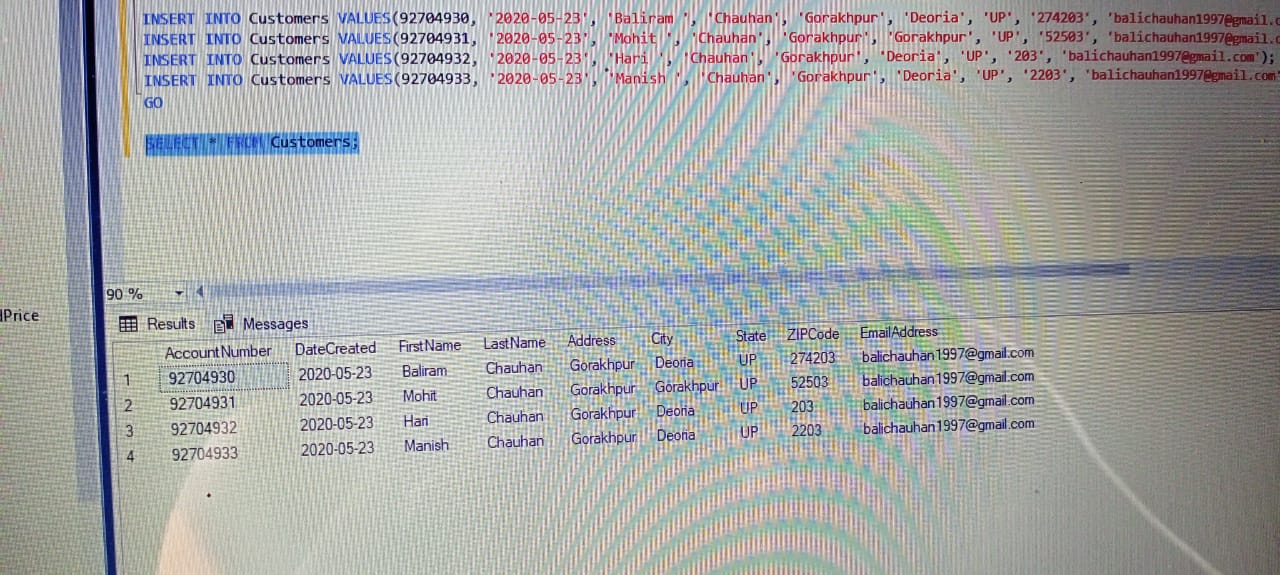 INSERT INTO Customers VALUES(92704930, '2020-05-23', 'Baliram ', 'Chauhan', 'Gorakhpur', 'Deoria', 'UP', '274203', 'balichauhan1997@gmail.c
INSERT INTO Customers VALUES(92704931, '2020-05-23', 'Mohit ', 'Chauhan', 'Gorakhpur', 'Gorakhpur', 'UP', '52503', 'balichauhan1997@gmail.c
INSERT INTO Customers VALUES(92704932, '2020-05-23', 'Hari ', 'Chauhan', 'Gorakhpur', 'Deoria', 'UP', '203', 'balichauhan1997@gmail.com');
INSERT INTO Customers VALUES(92704933, '2020-05-23', 'Manish ', 'Chauhan', 'Gorakhpur', 'Deoria', 'UP', '2203', 'balichauhan1997@gmail.com'
GO
SELECT * FROM Customers;
90 %
lPrice
Results Messages
AccountNumber DateCreated FirstName LastName Address City State ZIPCode EmailAddress
1 92704930 2020-05-23 Baliram Chauhan Gorakhpur Deoria UP 274203 balichauhan1997@gmail.com
2 92704931 2020-05-23 Mohit Chauhan Gorakhpur Gorakhpur UP 52503 balichauhan1997@gmail.com
3 92704932 2020-05-23 Hari Chauhan Gorakhpur Deoria UP 203 balichauhan1997@gmail.com
4 92704933 2020-05-23 Manish Chauhan Gorakhpur Deoria UP 2203 balichauhan1997@gmail.com